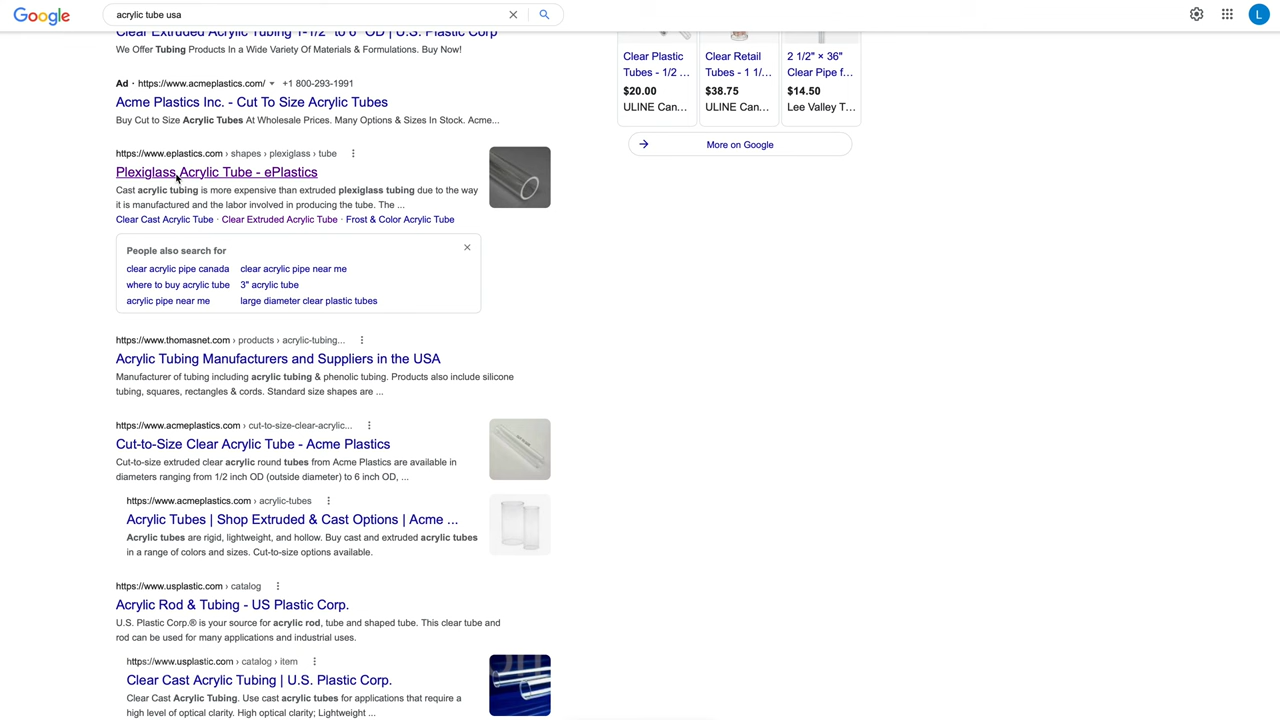 Google
acrylic tube usa
L
Clear Extruded Acrylic Tubing 1-1/2" to 6" OD | U.S. Plastic Corp
We Offer Tubing Products In a Wide Variety Of Materials & Formulations. Buy Now!
Ad · https://www.acmeplastics.com/ +1 800-293-1991
Acme Plastics Inc. - Cut To Size Acrylic Tubes
Buy Cut to Size Acrylic Tubes At Wholesale Prices. Many Options & Sizes In Stock. Acme...
https://www.eplastics.com › shapes › plexiglass › tube
Plexiglass Acrylic Tube - ePlastics
Cast acrylic tubing is more expensive than extruded plexiglass tubing due to the way
it is manufactured and the labor involved in producing the tube. The ...
Clear Cast Acrylic Tube · Clear Extruded Acrylic Tube · Frost & Color Acrylic Tube
People also search for
clear acrylic pipe canada clear acrylic pipe near me
where to buy acrylic tube 3" acrylic tube
acrylic pipe near me large diameter clear plastic tubes
https://www.thomasnet.com › products › acrylic-tubing...
Acrylic Tubing Manufacturers and Suppliers in the USA
Manufacturer of tubing including acrylic tubing & phenolic tubing. Products also include silicone
tubing, squares, rectangles & cords. Standard size shapes are ...
https://www.acmeplastics.com › cut-to-size-clear-acrylic...
Cut-to-Size Clear Acrylic Tube - Acme Plastics
Cut-to-size extruded clear acrylic round tubes from Acme Plastics are available in
diameters ranging from 1/2 inch OD (outside diameter) to 6 inch OD, ...
https://www.acmeplastics.com › acrylic-tubes
Acrylic Tubes | Shop Extruded & Cast Options | Acme ...
Acrylic tubes are rigid, lightweight, and hollow. Buy cast and extruded acrylic tubes
in a range of colors and sizes. Cut-to-size options available.
https://www.usplastic.com › catalog
Acrylic Rod & Tubing - US Plastic Corp.
U.S. Plastic Corp.® is your source for acrylic rod, tube and shaped tube. This clear tube and
rod can be used for many applications and industrial uses.
https://www.usplastic.com › catalog › item
Clear Cast Acrylic Tubing | U.S. Plastic Corp.
Clear Cast Acrylic Tubing. Use cast acrylic tubes for applications that require a
high level of optical clarity. High optical clarity; Lightweight ...
Clear Plastic
Tubes - 1/2 ...
$20.00
ULINE Can...
Clear Retail
Tubes - 1 1/...
$38.75
ULINE Can...
2 1/2" × 36"
Clear Pipe f...
$14.50
Lee Valley T...
More on Google